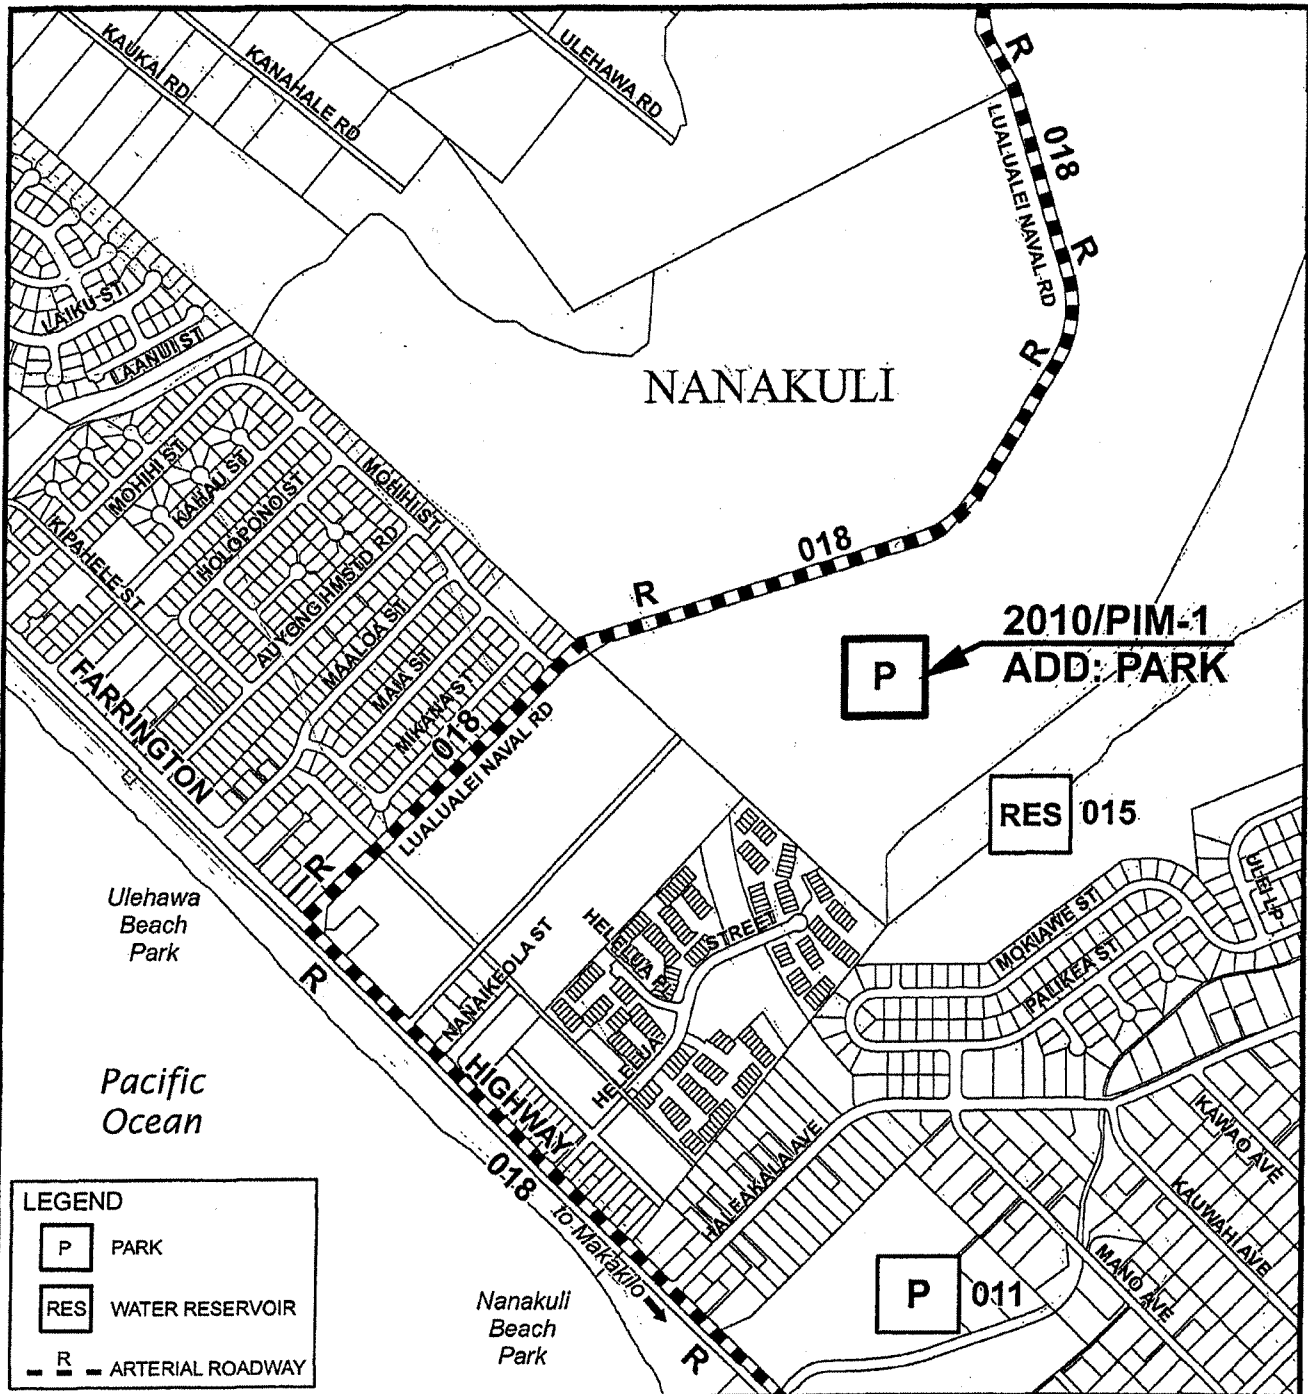 KAUKAI RD
KANAHALE RD
ULEHAWA RD
R
018
LUALUALEI NAVAL RD
R
R
LAIKU ST
LAANUI ST
NANAKULI
MOHIHI ST
KAHAU ST
HOLOPONO ST
MOHIHI ST
KIPAHELE ST
AUYONG HMSTD RD
MAALOA ST
MAIA ST
MIKANA ST
018
R
018
LUALUALEI NAVAL RD
2010/PIM-1
ADD: PARK
P
RES 015
FARRINGTON
HIGHWAY
R
Ulehawa
Beach
Park
R
NANAIKEOLA ST
HELELUA
STREET
MOKIAWE ST
PALIKEA ST
ULEI LP
Pacific
Ocean
018
to Makakilo
HALEAKALA AVE
KAWAO AVE
KAUWAHI AVE
MANO AVE
P 011
Nanakuli
Beach
Park
R
LEGEND
P PARK
RES WATER RESERVOIR
R ARTERIAL ROADWAY